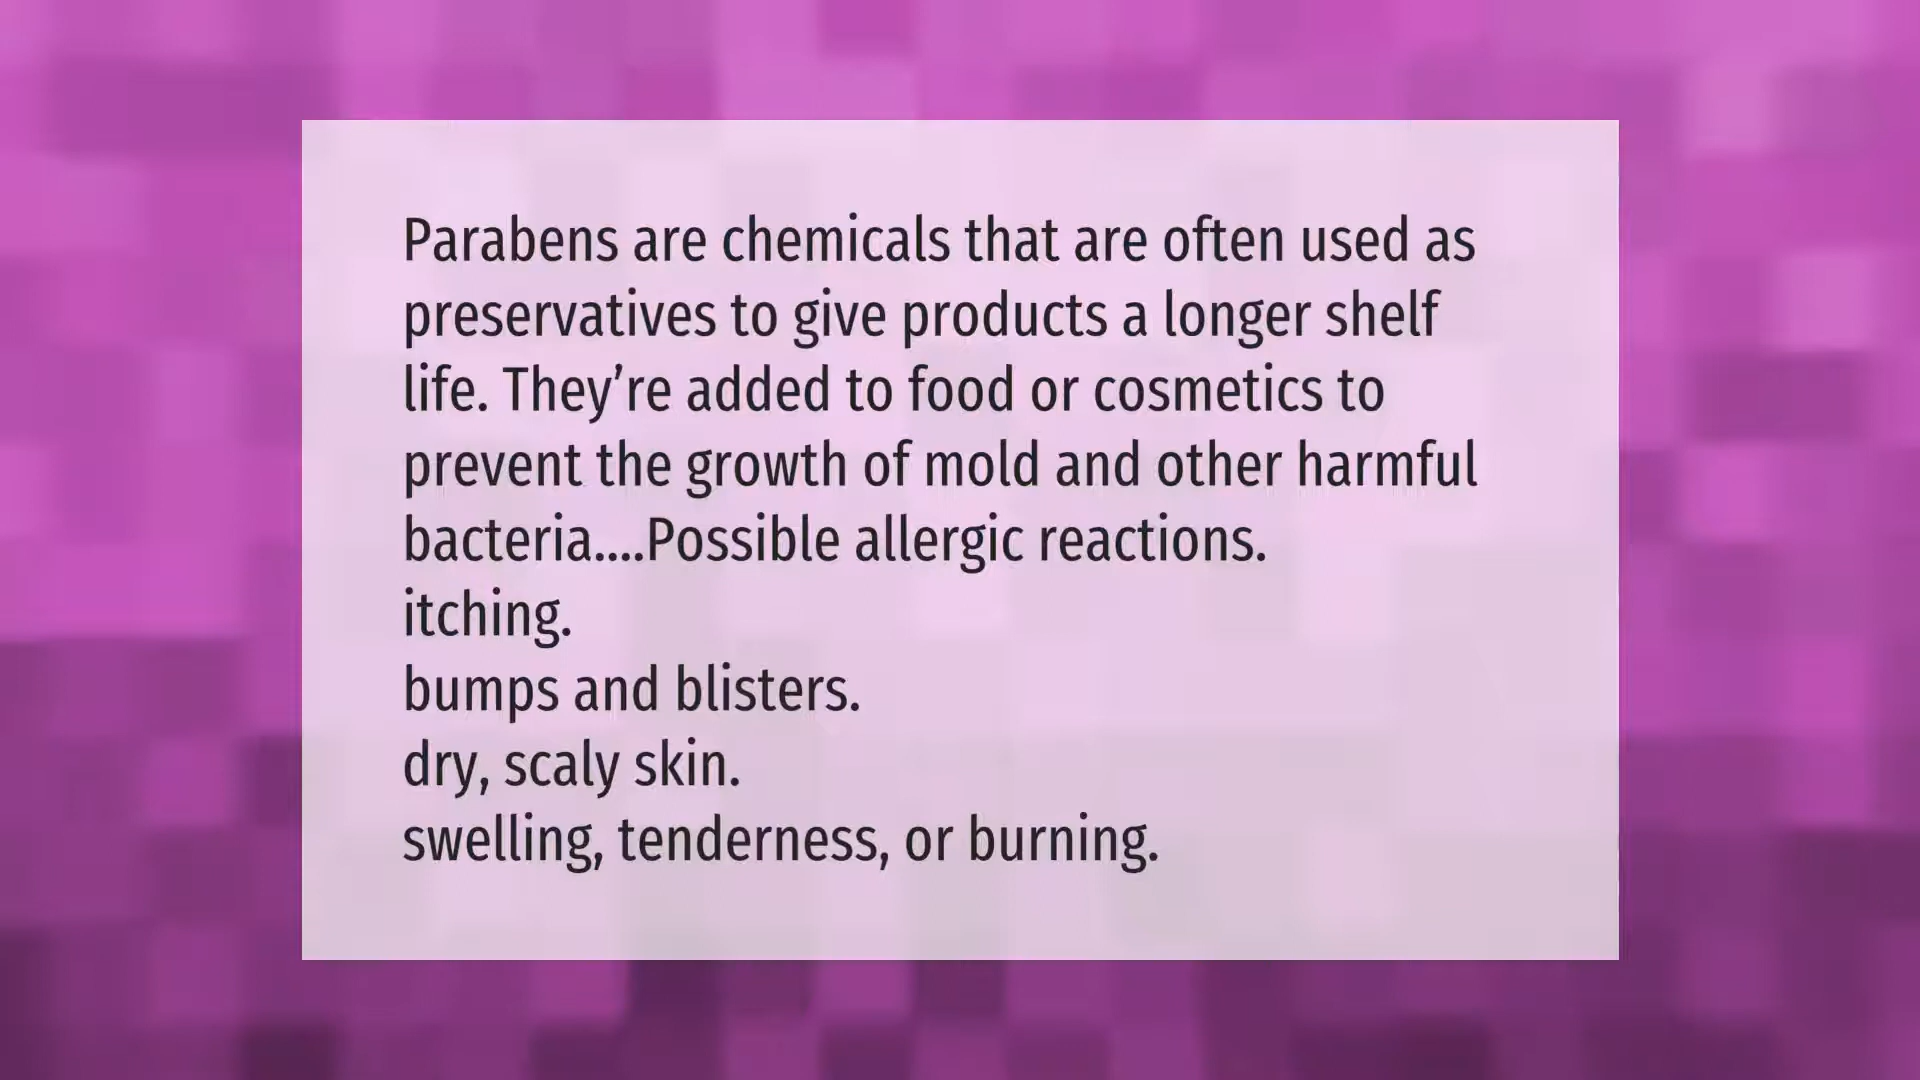 Parabens are chemicals that are often used as
preservatives to give products a longer shelf
life. They’re added to food or cosmetics to
prevent the growth of mold and other harmful
bacteria....Possible allergic reactions.
itching.
bumps and blisters.
dry, scaly skin.
swelling, tenderness, or burning.